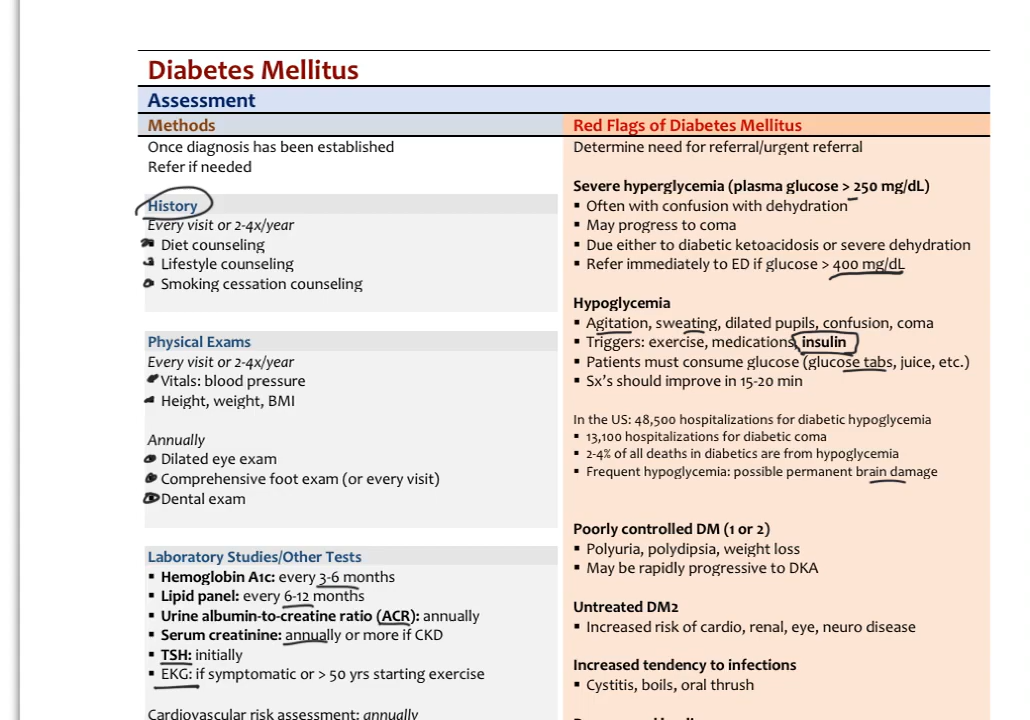 Diabetes Mellitus
Assessment
Methods
Once diagnosis has been established
Refer if needed
History
Every visit or 2-4x/year
Diet counseling
Lifestyle counseling
Smoking cessation counseling
Physical Exams
Every visit or 2-4x/year
Vitals: blood pressure
Height, weight, BMI
Annually
Dilated eye exam
Comprehensive foot exam (or every visit)
Dental exam
Laboratory Studies/Other Tests
▪ Hemoglobin A1c: every 3-6 months
▪ Lipid panel: every 6-12 months
▪ Urine albumin-to-creatine ratio (ACR): annually
▪ Serum creatinine: annually or more if CKD
▪ TSH: initially
▪ EKG: if symptomatic or > 50 yrs starting exercise
Cardiovascular risk assessment: annually
Red Flags of Diabetes Mellitus
Determine need for referral/urgent referral
Severe hyperglycemia (plasma glucose > 250 mg/dL)
▪ Often with confusion with dehydration
▪ May progress to coma
▪ Due either to diabetic ketoacidosis or severe dehydration
▪ Refer immediately to ED if glucose > 400 mg/dL
Hypoglycemia
▪ Agitation, sweating, dilated pupils, confusion, coma
▪ Triggers: exercise, medications, insulin
▪ Patients must consume glucose (glucose tabs, juice, etc.)
▪ Sx's should improve in 15-20 min
In the US: 48,500 hospitalizations for diabetic hypoglycemia
▪ 13,100 hospitalizations for diabetic coma
▪ 2-4% of all deaths in diabetics are from hypoglycemia
▪ Frequent hypoglycemia: possible permanent brain damage
Poorly controlled DM (1 or 2)
▪ Polyuria, polydipsia, weight loss
▪ May be rapidly progressive to DKA
Untreated DM2
▪ Increased risk of cardio, renal, eye, neuro disease
Increased tendency to infections
▪ Cystitis, boils, oral thrush